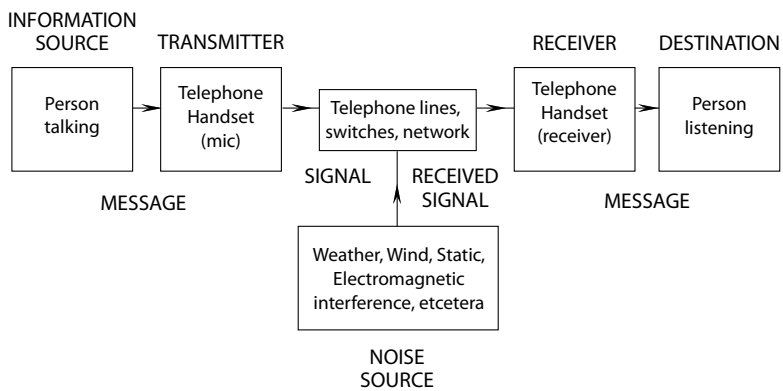 INFORMATION
SOURCE
TRANSMITTER
RECEIVER
DESTINATION
Person
talking
Telephone
Handset
(mic)
Telephone lines,
switches, network
Telephone
Handset
(receiver)
Person
listening
MESSAGE
SIGNAL
RECEIVED
SIGNAL
MESSAGE
Weather, Wind, Static,
Electromagnetic
interference, etcetera
NOISE
SOURCE